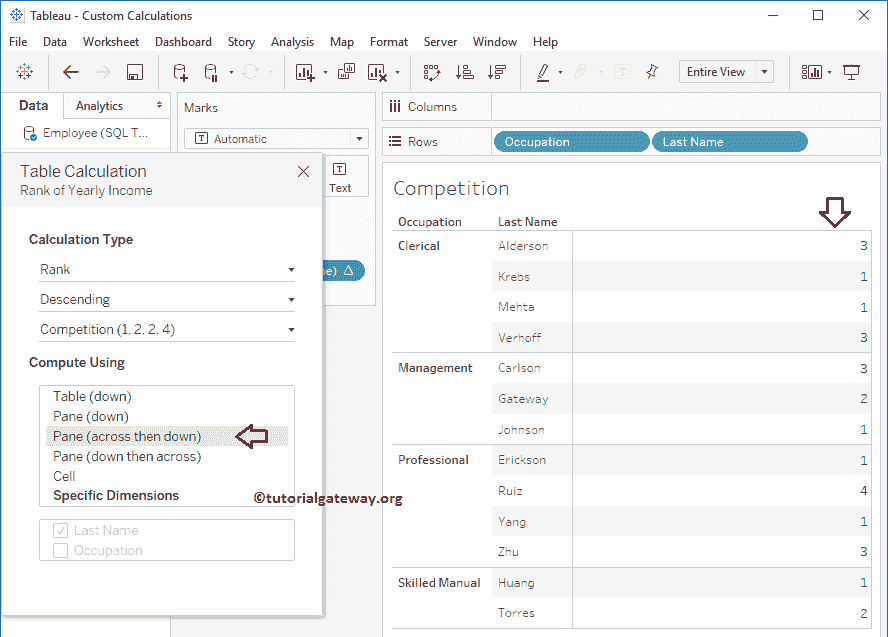 Tableau - Custom Calculations
File Data Worksheet Dashboard Story Analysis Map Format Server Window Help
Entire View
Data Analytics
Employee (SQL T...
Marks
Automatic
Text
e)
Columns
Rows Occupation Last Name
Table Calculation
Rank of Yearly Income
Calculation Type
Rank
Descending
Competition (1, 2, 2, 4)
Compute Using
Table (down)
Pane (down)
Pane (across then down)
Pane (down then across)
Cell
Specific Dimensions
Last Name
Occupation
©tutorialgateway.org
Competition
Occupation Last Name
Clerical Alderson 3
Krebs 1
Mehta 1
Verhoff 3
Management Carlson 3
Gateway 2
Johnson 1
Professional Erickson 1
Ruiz 4
Yang 1
Zhu 3
Skilled Manual Huang 1
Torres 2